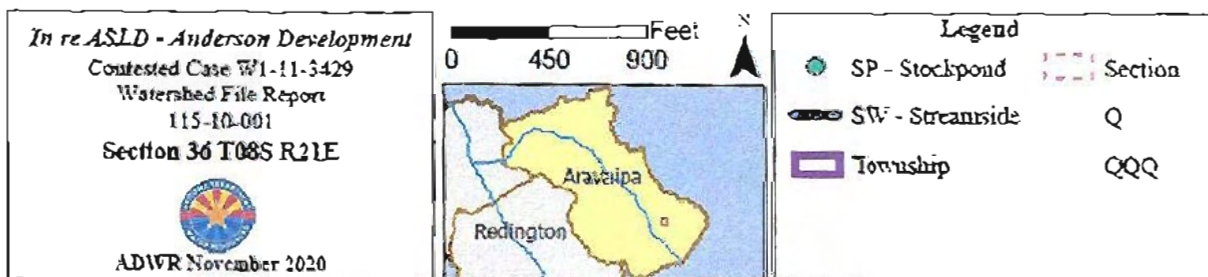 In re ASLD - Anderson Development
Contested Case W1-11-3429
Watershed File Report
115-10-001
Section 36 T08S R21E
ADWR November 2020
Feet
0 450 900
N
Aravaipa
Redington
Legend
SP - Stockpond
Section
SW - Streamside
Q
Township
QQQ